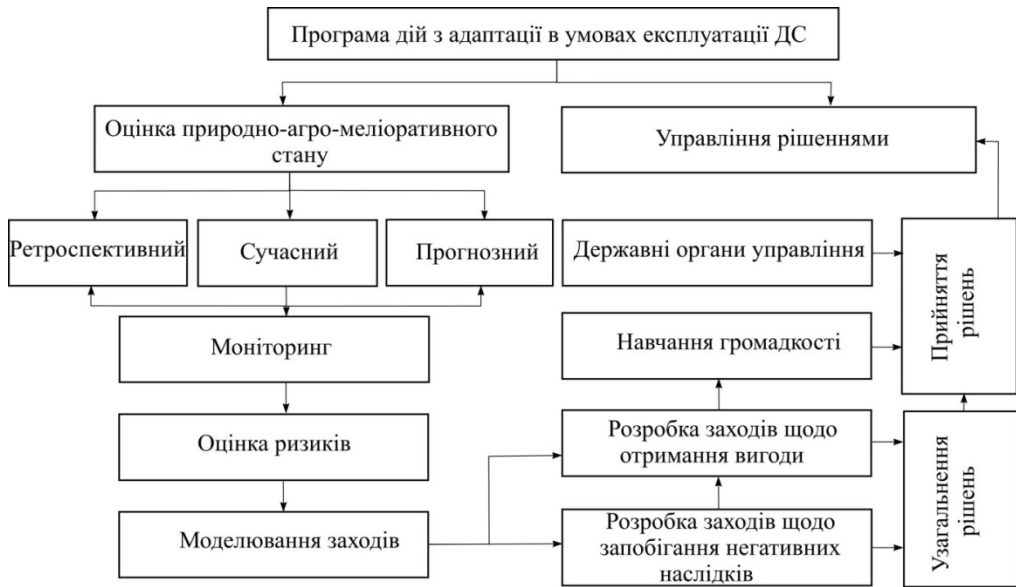 Програма дій з адаптації в умовах експлуатації ДС
Оцінка природно-агро-меліоративного
стану
Управління рішеннями
Ретроспективний
Сучасний
Прогнозний
Державні органи управління
Прийняття
рішень
Моніторинг
Навчання громадкості
Оцінка ризиків
Розробка заходів щодо
отримання вигоди
Узагальнення
рішень
Моделювання заходів
Розробка заходів щодо
запобігання негативних
наслідків